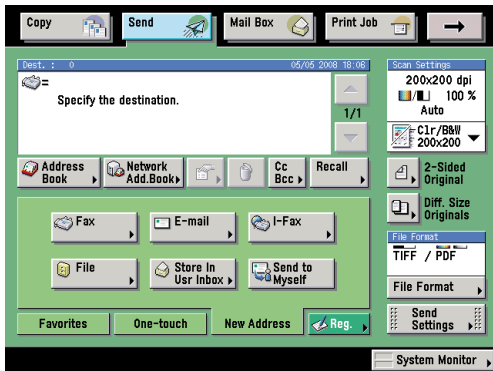 Copy
Send
Mail Box
Print Job
Dest. : 0
05/05 2008 18:06
Specify the destination.
1/1
Address
Book
Network
Add.Book
Cc
Bcc
Recall
Fax
E-mail
I-Fax
File
Store In
Usr Inbox
Send to
Myself
Favorites
One-touch
New Address
Reg.
Scan Settings
200x200 dpi
100 %
Auto
Clr/B&W
200x200
2-Sided
Original
Diff. Size
Originals
File Format
TIFF / PDF
File Format
Send
Settings
System Monitor